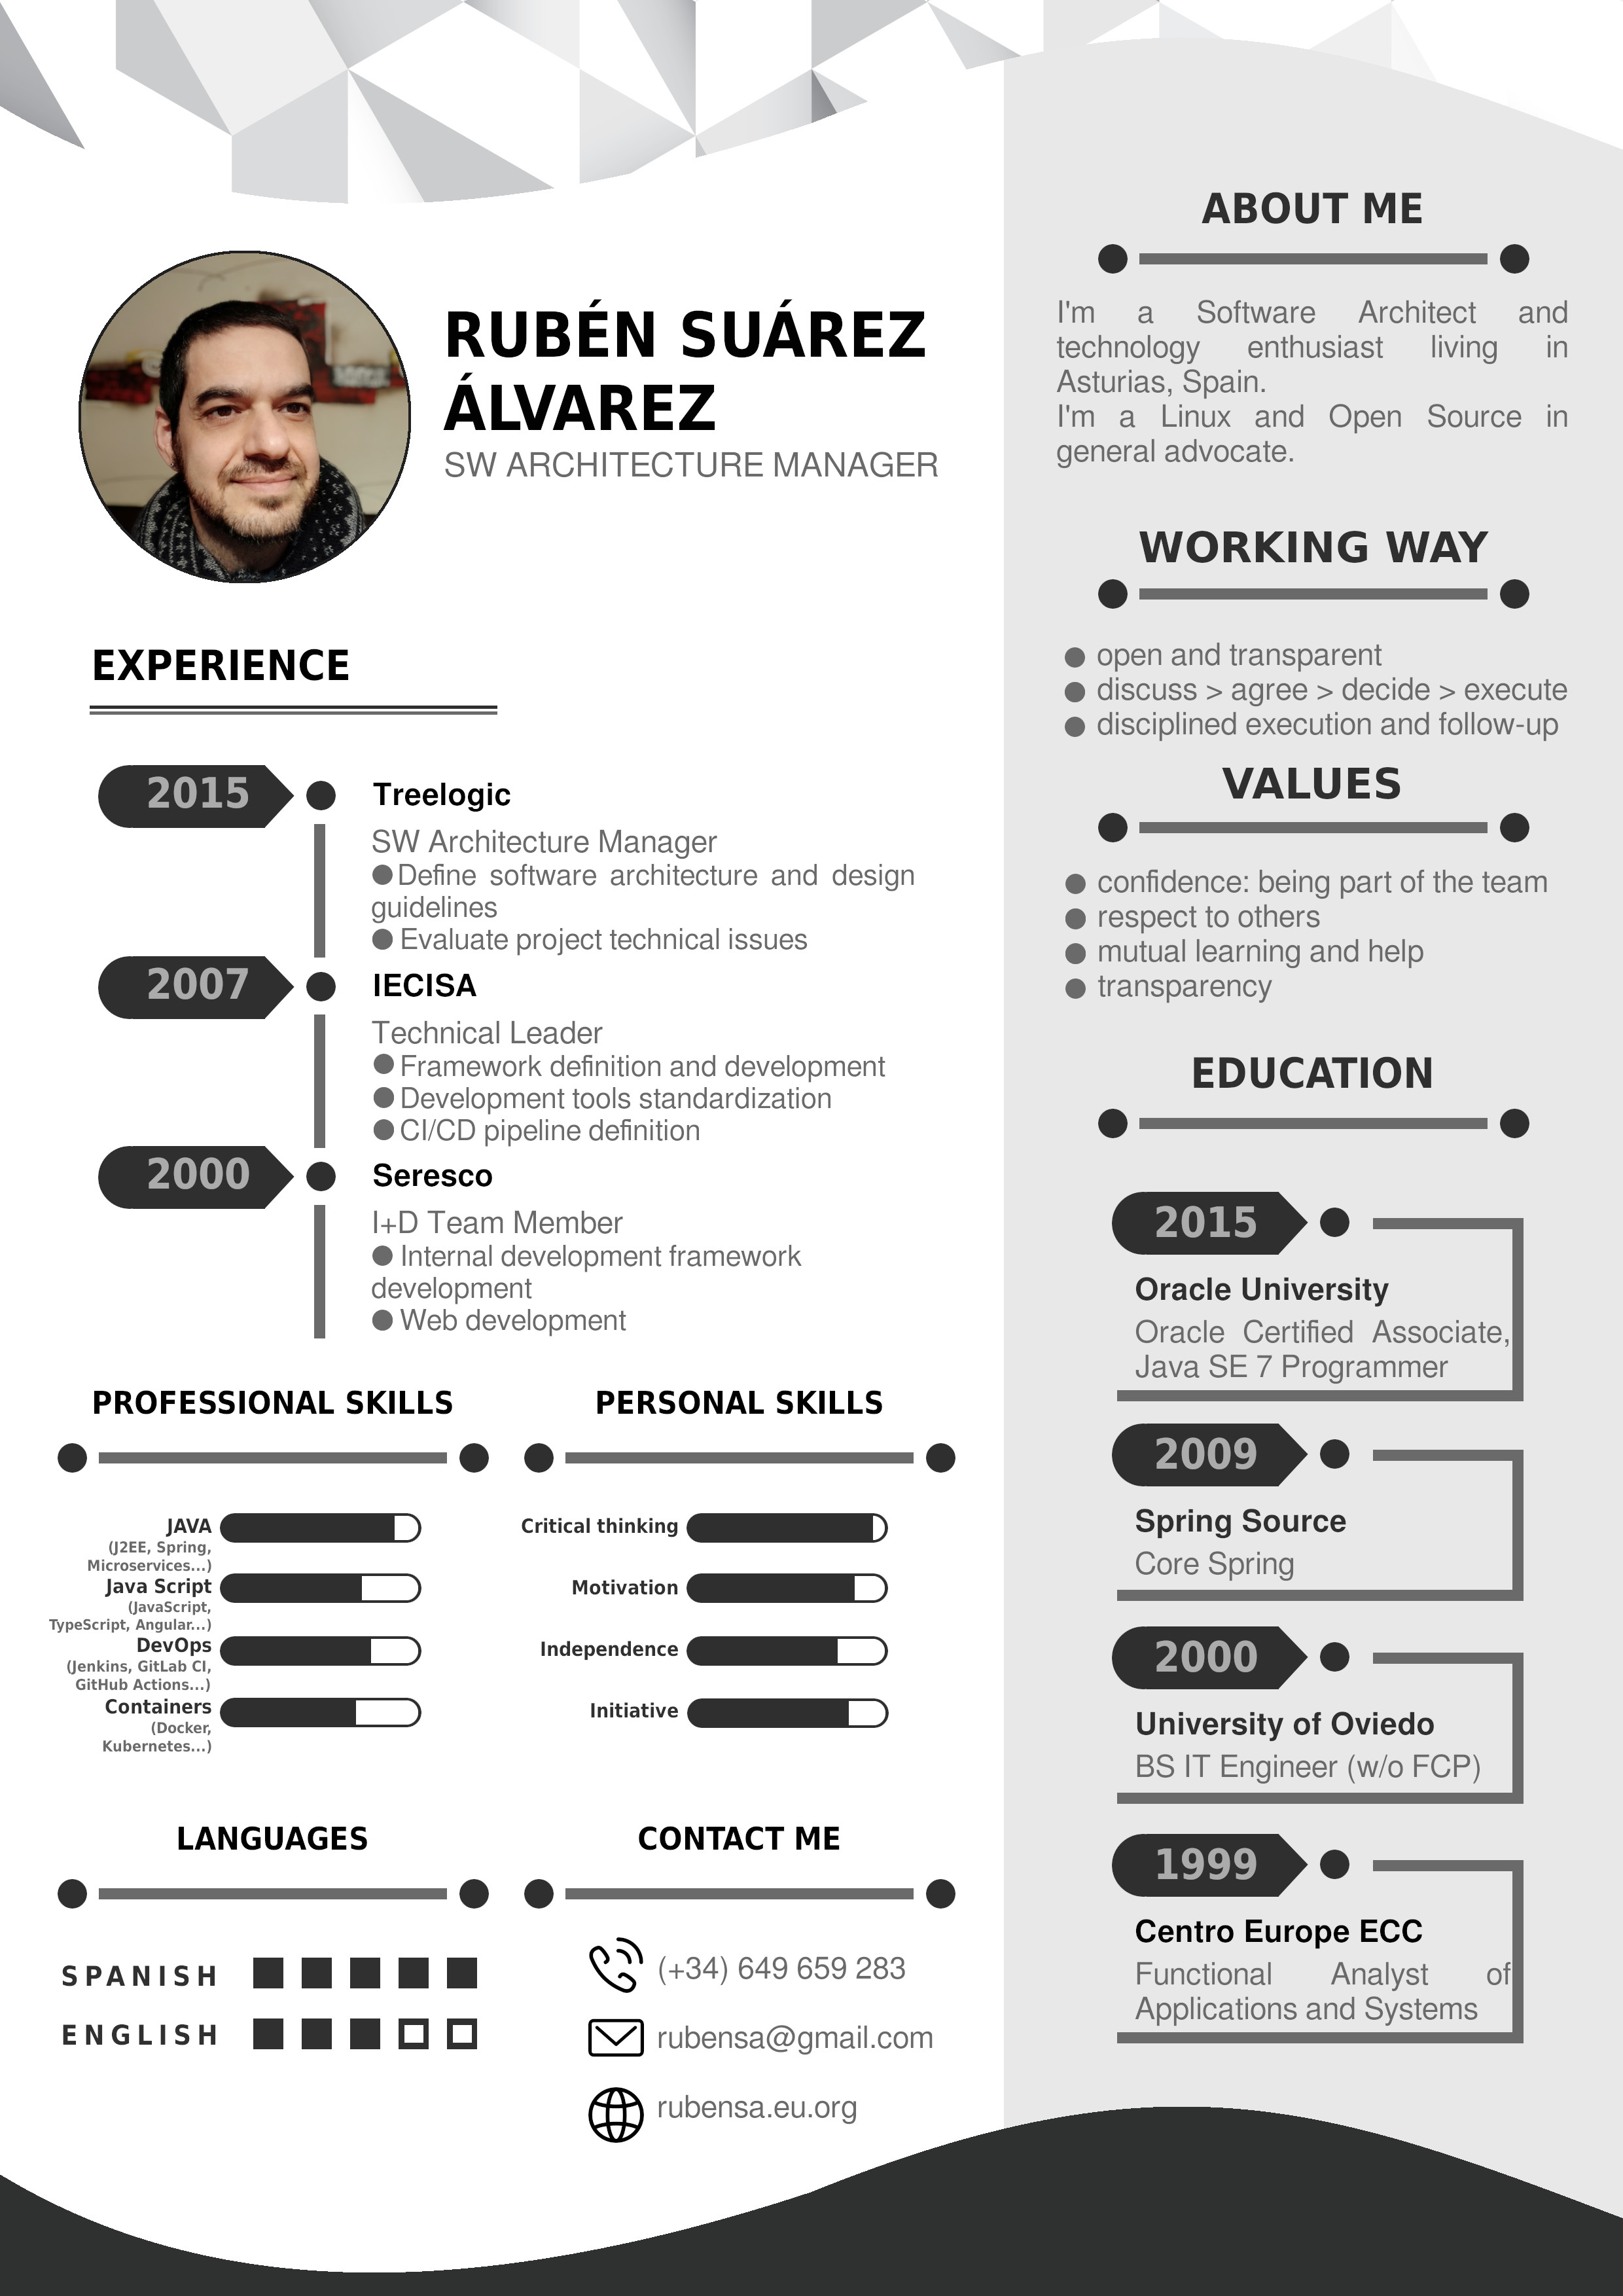 RUBÉN SUÁREZ
ÁLVAREZ
SW ARCHITECTURE MANAGER
EXPERIENCE
2015
Treelogic
SW Architecture Manager
● Define software architecture and design
guidelines
● Evaluate project technical issues
2007
IECISA
Technical Leader
● Framework definition and development
● Development tools standardization
● CI/CD pipeline definition
2000
Seresco
I+D Team Member
● Internal development framework
development
● Web development
PROFESSIONAL SKILLS
JAVA
(J2EE, Spring,
Microservices...)
Java Script
(JavaScript,
TypeScript, Angular...)
DevOps
(Jenkins, GitLab CI,
GitHub Actions...)
Containers
(Docker,
Kubernetes...)
PERSONAL SKILLS
Critical thinking
Motivation
Independence
Initiative
LANGUAGES
SPANISH
ENGLISH
CONTACT ME
(+34) 649 659 283
rubensa@gmail.com
rubensa.eu.org
ABOUT ME
I'm a Software Architect and
technology enthusiast living in
Asturias, Spain.
I'm a Linux and Open Source in
general advocate.
WORKING WAY
● open and transparent
● discuss > agree > decide > execute
● disciplined execution and follow-up
VALUES
● confidence: being part of the team
● respect to others
● mutual learning and help
● transparency
EDUCATION
2015
Oracle University
Oracle Certified Associate,
Java SE 7 Programmer
2009
Spring Source
Core Spring
2000
University of Oviedo
BS IT Engineer (w/o FCP)
1999
Centro Europe ECC
Functional Analyst of
Applications and Systems